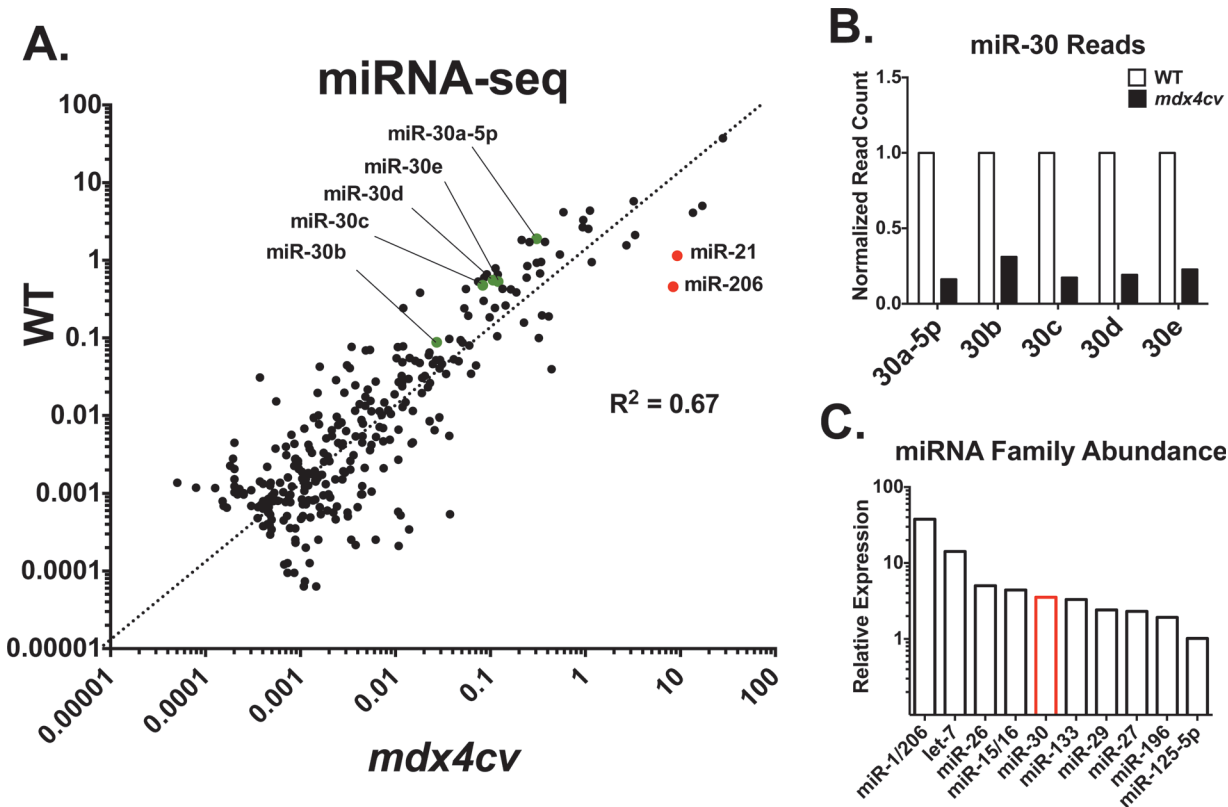 A.
miRNA-seq
100
10
1
0.1
0.01
0.001
0.0001
0.00001
WT
miR-30a-5p
miR-30e
miR-30d
miR-30c
miR-30b
miR-21
miR-206
R² = 0.67
0.00001
0.0001
0.001
0.01
0.1
1
10
100
mdx4cv
B.
miR-30 Reads
WT
mdx4cv
Normalized Read Count
1.5
1.0
0.5
0.0
30a-5p
30b
30c
30d
30e
C.
miRNA Family Abundance
Relative Expression
100
10
1
miR-1/206
let-7
miR-26
miR-15/16
miR-30
miR-133
miR-29
miR-27
miR-196
miR-125-5p